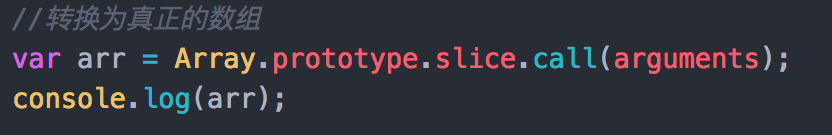 //转换为真正的数组
var arr = Array.prototype.slice.call(arguments);
console.log(arr);